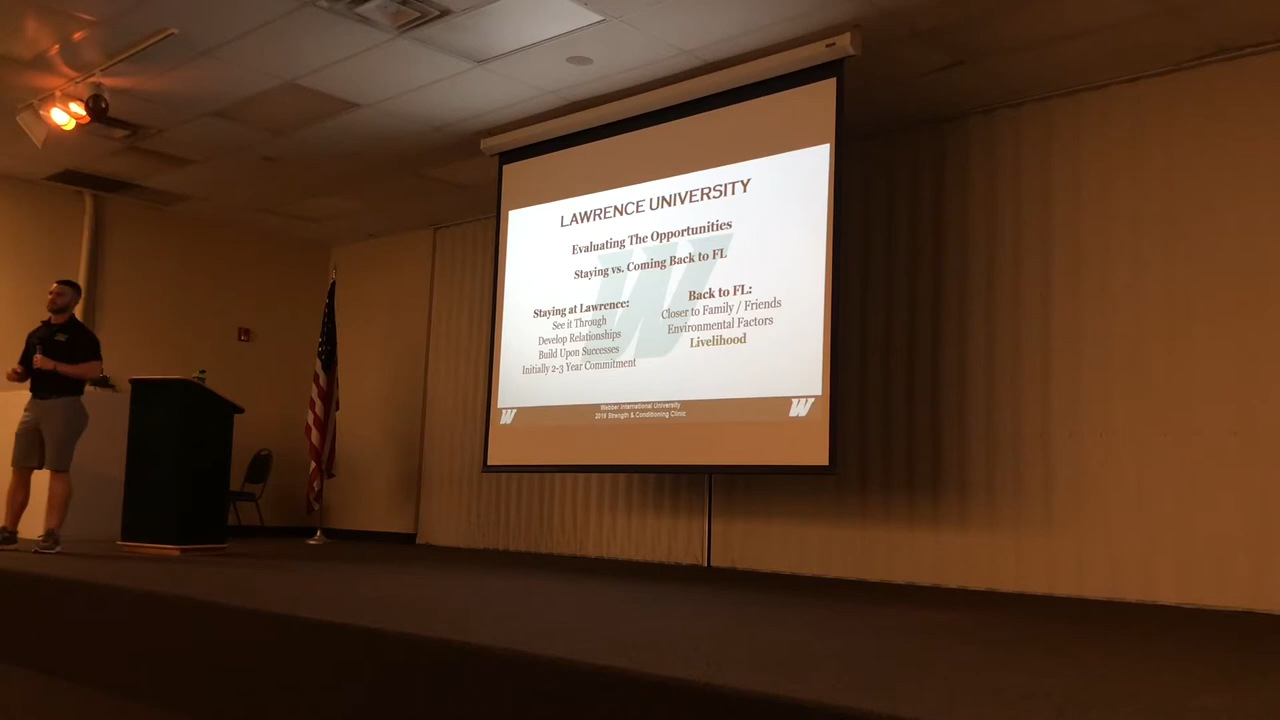 LAWRENCE UNIVERSITY
Evaluating The Opportunities
Staying vs. Coming Back to FL
Staying at Lawrence:
See it Through
Develop Relationships
Build Upon Successes
Initially 2-3 Year Commitment
Back to FL:
Closer to Family / Friends
Environmental Factors
Livelihood
W
Webber International University
2019 Strength & Conditioning Clinic
W